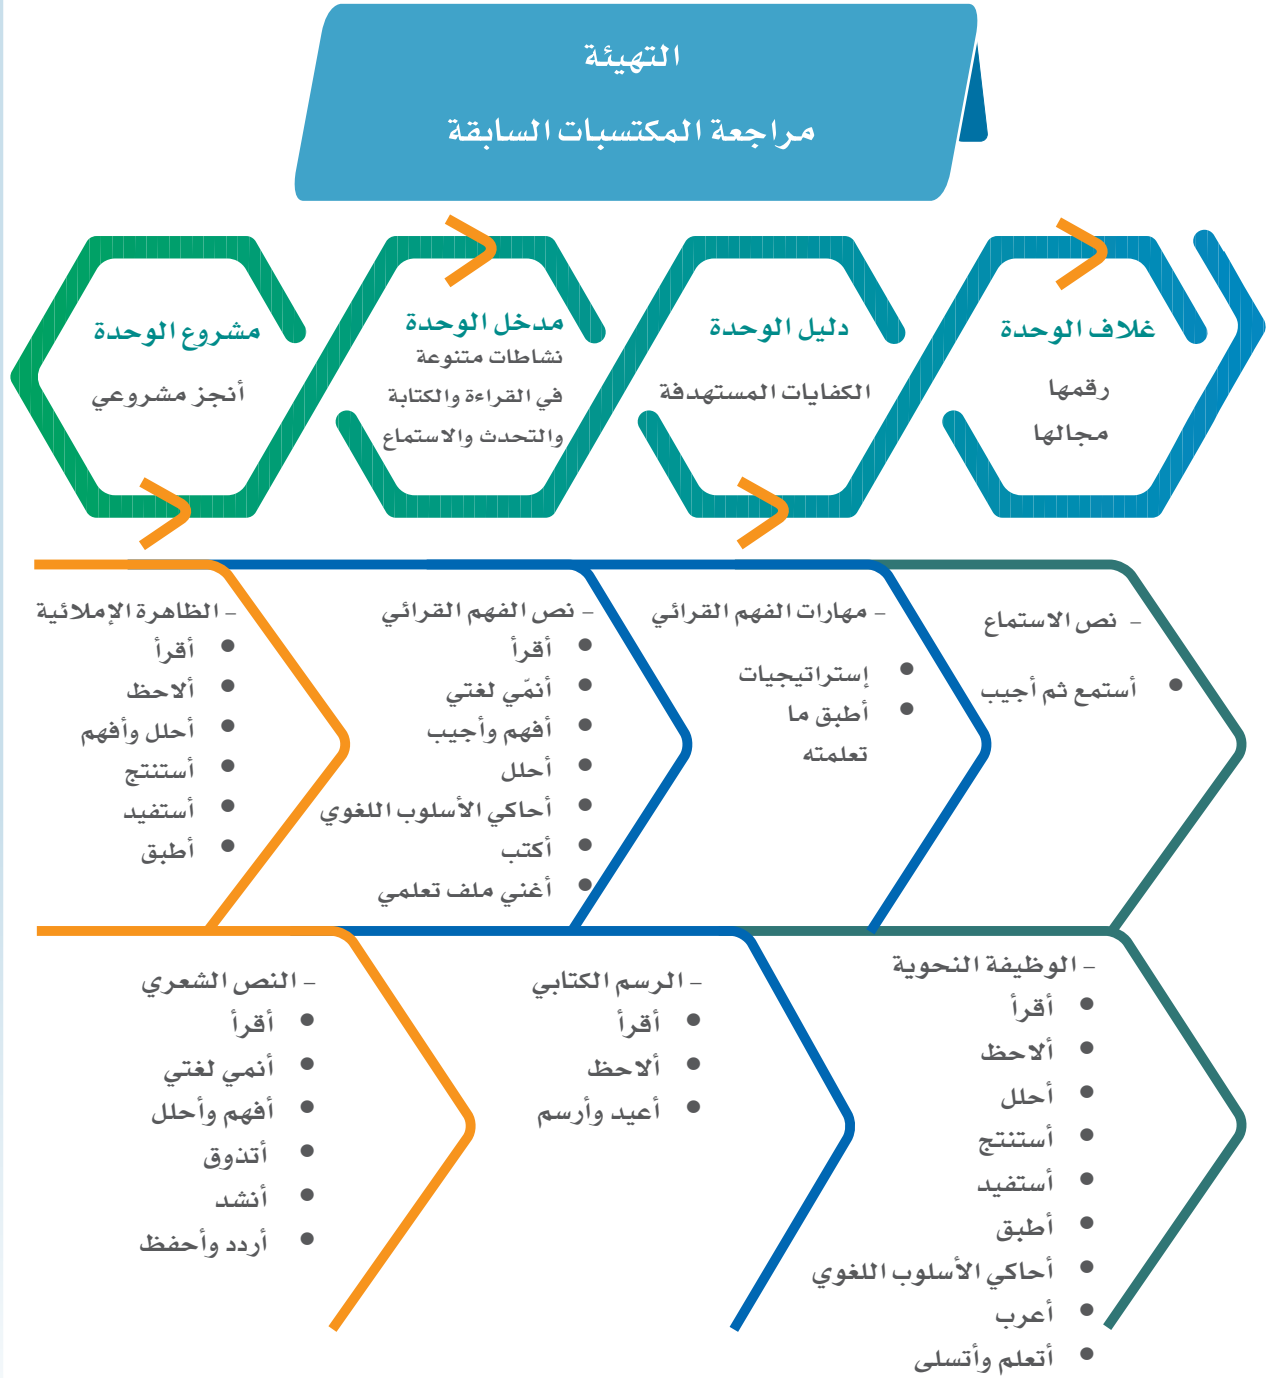 التهيئة
مراجعة المكتسبات السابقة
غلاف الوحدة
رقمها
مجالها
دليل الوحدة
الكفايات المستهدفة
مدخل الوحدة
نشاطات متنوعة
في القراءة والكتابة
والتحدث والاستماع
مشروع الوحدة
أنجز مشروعي
– نص الاستماع
• أستمع ثم أجيب
– مهارات الفهم القرائي
• إستراتيجيات
• أطبق ما
تعلمته
– نص الفهم القرائي
• أقرأ
• أنمّي لغتي
• أفهم وأجيب
• أحلل
• أحاكي الأسلوب اللغوي
• أكتب
• أغني ملف تعلمي
– الظاهرة الإملائية
• أقرأ
• ألاحظ
• أحلل وأفهم
• أستنتج
• أستفيد
• أطبق
– الوظيفة النحوية
• أقرأ
• ألاحظ
• أحلل
• أستنتج
• أستفيد
• أطبق
• أحاكي الأسلوب اللغوي
• أعرب
• أتعلم وأتسلى
– الرسم الكتابي
• أقرأ
• ألاحظ
• أعيد وأرسم
– النص الشعري
• أقرأ
• أنمي لغتي
• أفهم وأحلل
• أتذوق
• أنشد
• أردد وأحفظ